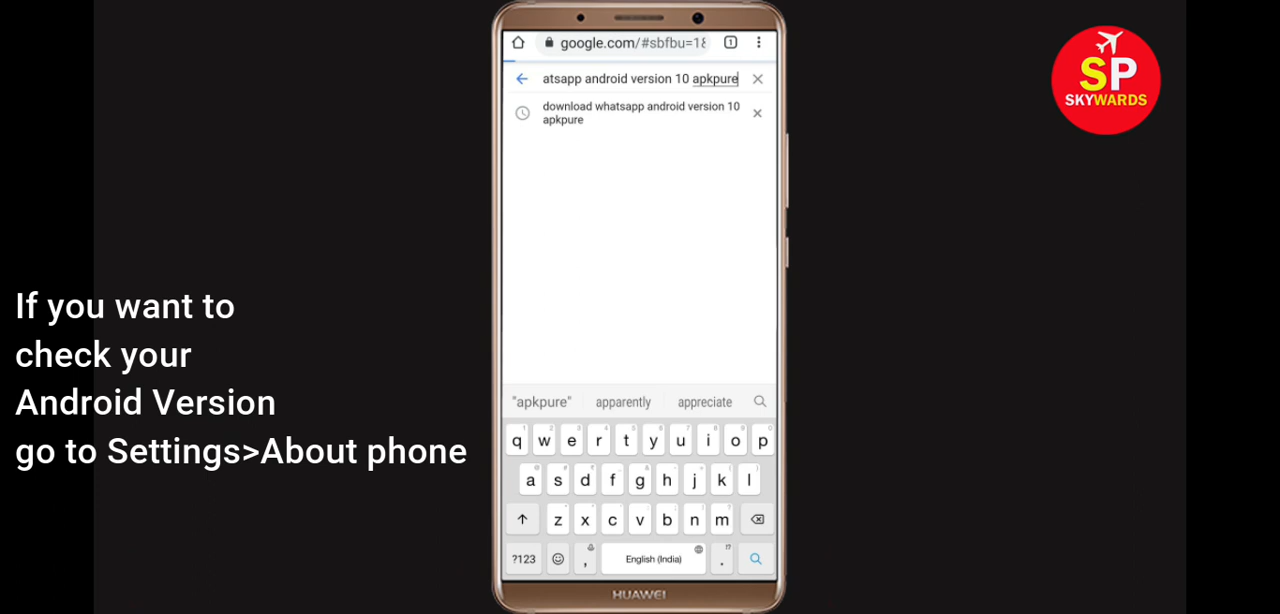 google.com/#sbfbu=18
1
atsapp android version 10 apkpure
download whatsapp android version 10
apkpure
SP
SKYWARDS
If you want to
check your
Android Version
go to Settings>About phone
"apkpure" apparently appreciate
q w e r t y u i o p
a s d f g h j k l
z x c v b n m
?123 , English (India) .
HUAWEI